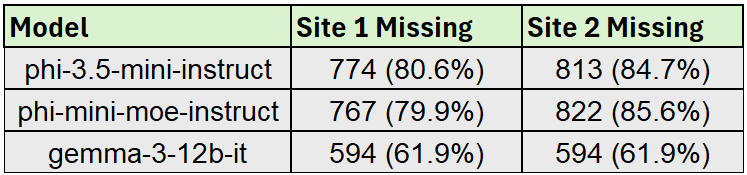 Model Site 1 Missing Site 2 Missing
phi-3.5-mini-instruct 774 (80.6%) 813 (84.7%)
phi-mini-moe-instruct 767 (79.9%) 822 (85.6%)
gemma-3-12b-it 594 (61.9%) 594 (61.9%)